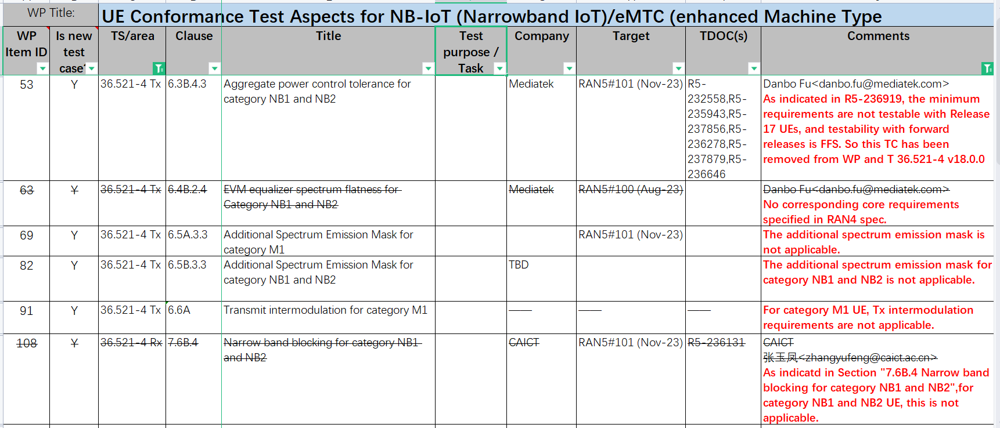 WP Title:
UE Conformance Test Aspects for NB-IoT (Narrowband IoT)/eMTC (enhanced Machine Type
WP Item ID
Is new test case
TS/area
Clause
Title
Test purpose / Task
Company
Target
TDOC(s)
Comments
53
Y
36.521-4 Tx
6.3B.4.3
Aggregate power control tolerance for
category NB1 and NB2
Mediatek
RAN5#101 (Nov-23)
R5-
232558,R5-
235943,R5-
237856,R5-
236278,R5-
237879,R5-
236646
Danbo Fu<danbo.fu@mediatek.com>
As indicated in R5-236919, the minimum
requirements are not testable with Release
17 UEs, and testability with forward
releases is FFS. So this TC has been
removed from WP and T 36.521-4 v18.0.0
63
Y
36.521-4 Tx
6.4B.2.4
EVM equalizer spectrum flatness for
Category NB1 and NB2
Mediatek
RAN5#100 (Aug-23)
Danbo Fu<danbo.fu@mediatek.com>
No corresponding core requirements
specified in RAN4 spec.
69
Y
36.521-4 Tx
6.5A.3.3
Additional Spectrum Emission Mask for
category M1
RAN5#101 (Nov-23)
The additional spectrum emission mask is
not applicable.
82
Y
36.521-4 Tx
6.5B.3.3
Additional Spectrum Emission Mask for
category NB1 and NB2
TBD
The additional spectrum emission mask for
category NB1 and NB2 is not applicable.
91
Y
36.521-4 Tx
6.6A
Transmit intermodulation for category M1
——
——
——
For category M1 UE, Tx intermodulation
requirements are not applicable.
108
Y
36.521-4 Rx
7.6B.4
Narrow band blocking for category NB1
and NB2
CAICT
RAN5#101 (Nov-23)
R5-236131
CAICT
张玉凤<zhangyufeng@caict.ac.cn>
As indicatd in Section "7.6B.4 Narrow band
blocking for category NB1 and NB2",for
category NB1 and NB2 UE, this is not
applicable.